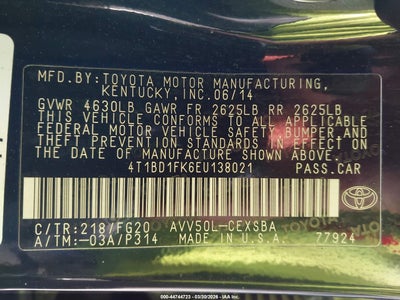 MFD.BY:TOYOTA MOTOR MANUFACTURING,
KENTUCKY,INC.06/14
GVWR 4630LB GAWR FR 2625LB RR 2625LB
THIS VEHICLE CONFORMS TO ALL APPLICABLE
FEDERAL MOTOR VEHICLE SAFETY, BUMPER, AND
THEFT PREVENTION STANDARDS IN EFFECT ON THE
DATE OF MANUFACTURE SHOWN ABOVE.
4T1BD1FK6EU138021 PASS.CAR
C/TR:218/FG20 AVV50L-CEXSBA
A/TM:-03A/P314 MADE IN U.S.A. 77924
000-44744723 - 03/30/2026 - IAA Inc.